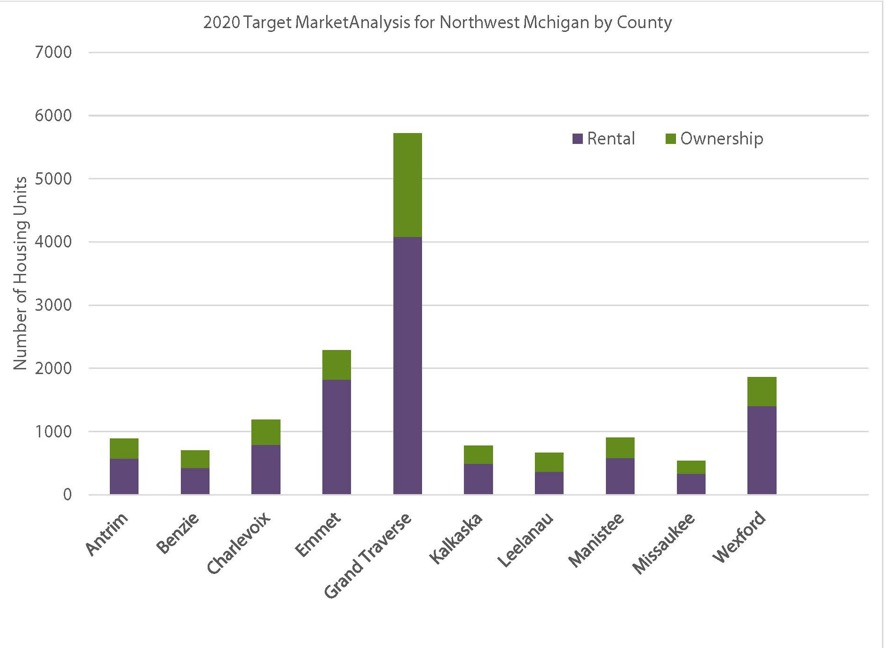 2020 Target MarketAnalysis for Northwest Mchigan by County
7000
6000
5000
4000
3000
2000
1000
0
Number of Housing Units
Rental
Ownership
Antrim
Benzie
Charlevoix
Emmet
Grand Traverse
Kalkaska
Leelanau
Manistee
Missaukee
Wexford